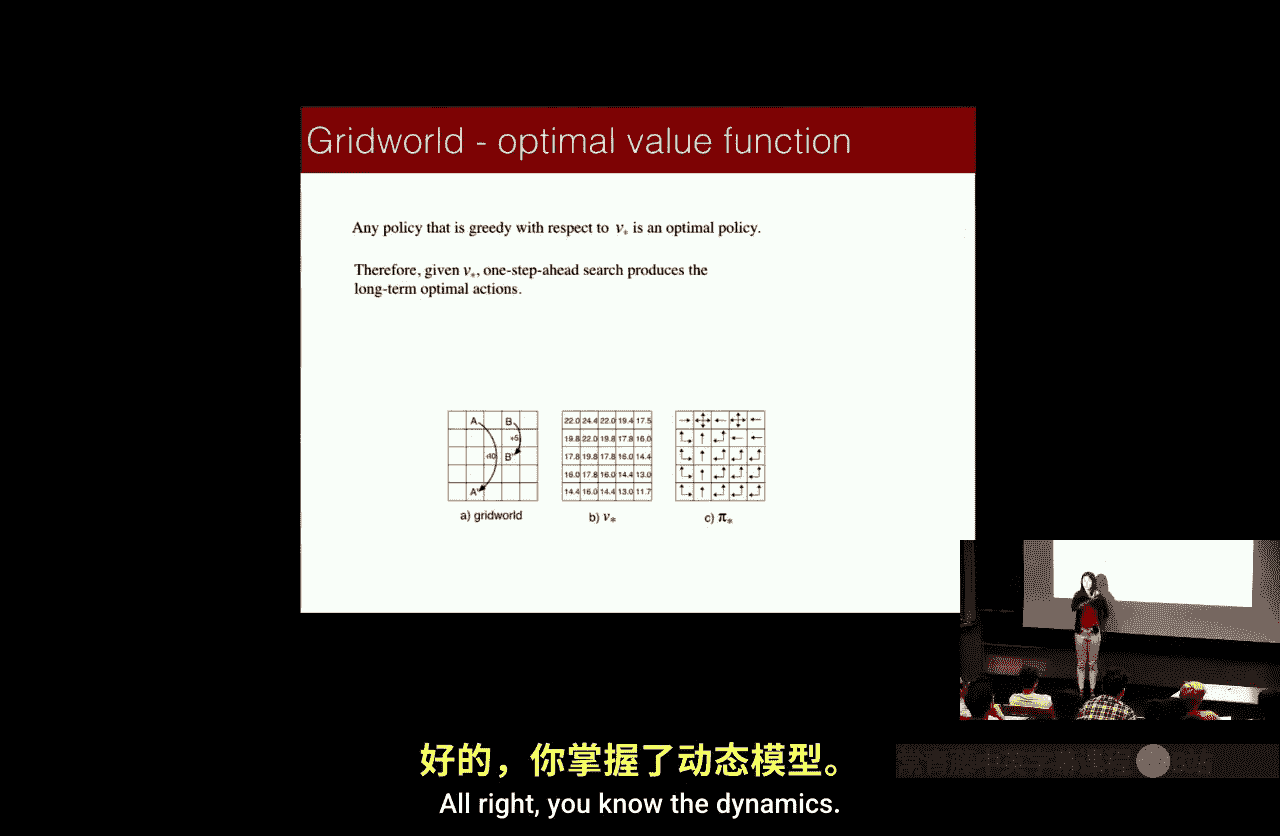 Gridworld - optimal value function
Any policy that is greedy with respect to v* is an optimal policy.
Therefore, given v*, one-step-ahead search produces the
long-term optimal actions.
A B
+5
+10 B'
A'
a) gridworld
22.0 24.4 22.0 19.4 17.5
19.8 22.0 19.8 17.8 16.0
17.8 19.8 17.8 16.0 14.4
16.0 17.8 16.0 14.4 13.0
14.4 16.0 14.4 13.0 11.7
b) v*
c) π*
好的，你掌握了动态模型。
All right, you know the dynamics.